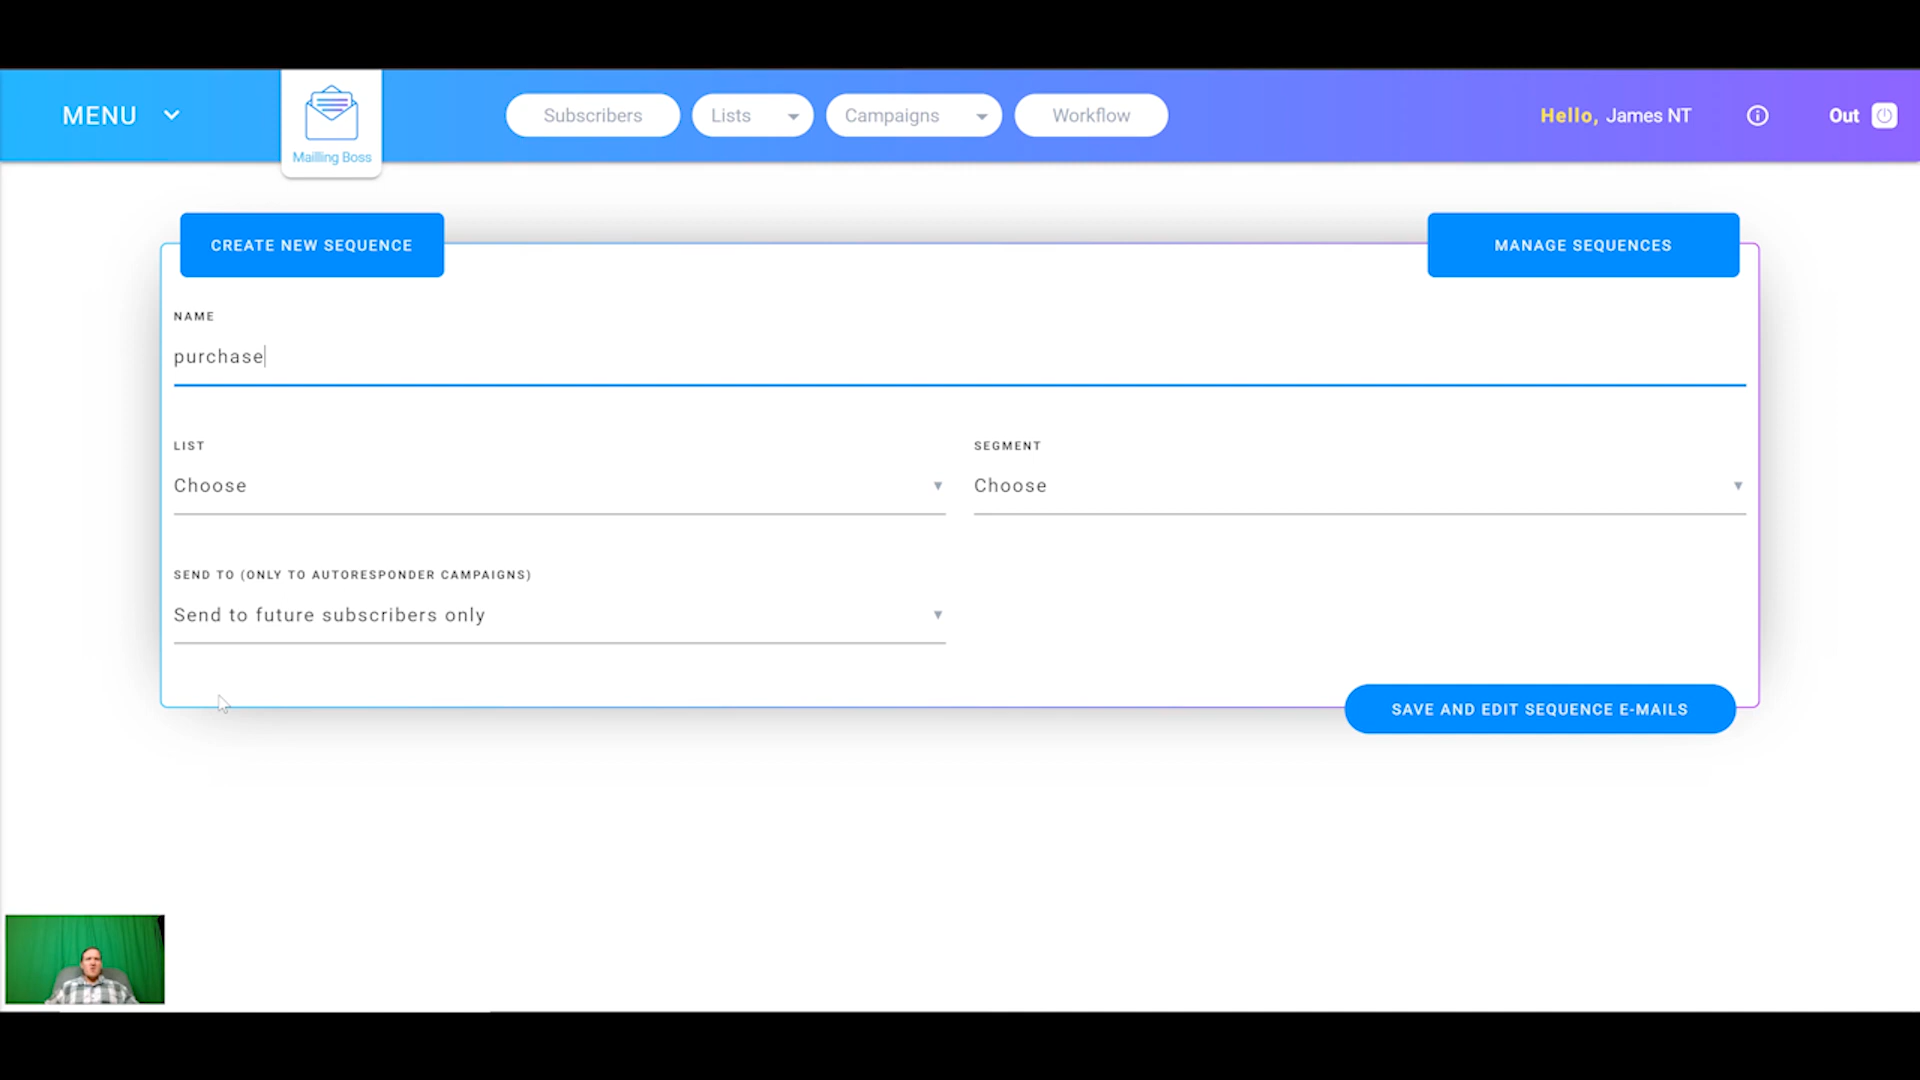 MENU
Mailling Boss
Subscribers
Lists
Campaigns
Workflow
Hello, James NT
Out
CREATE NEW SEQUENCE
MANAGE SEQUENCES
NAME
purchase
LIST
SEGMENT
Choose
Choose
SEND TO (ONLY TO AUTORESPONDER CAMPAIGNS)
Send to future subscribers only
SAVE AND EDIT SEQUENCE E-MAILS